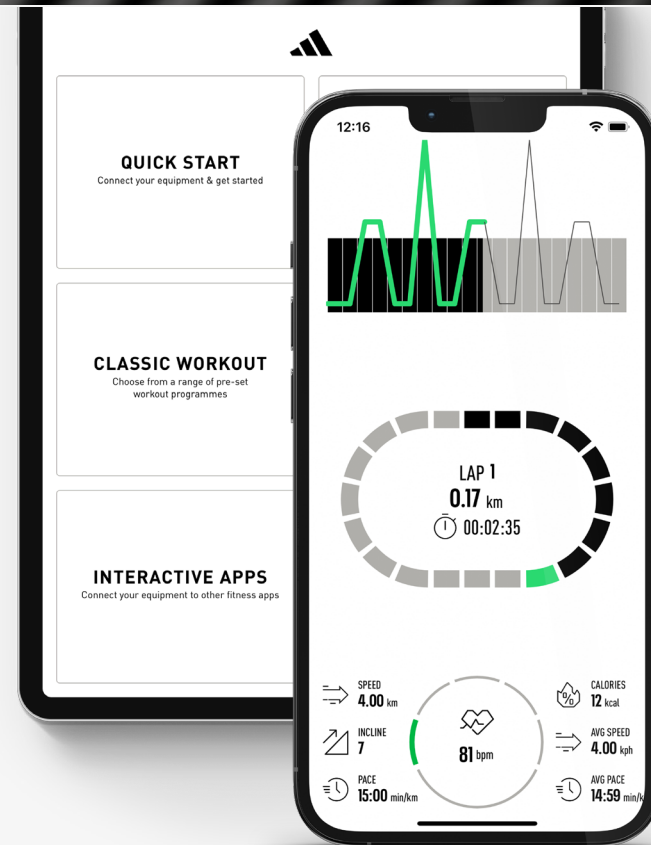 QUICK START
Connect your equipment & get started
CLASSIC WORKOUT
Choose from a range of pre-set
workout programmes
INTERACTIVE APPS
Connect your equipment to other fitness apps
12:16
LAP 1
0.17 km
00:02:35
SPEED
4.00 km
INCLINE
7
PACE
15:00 min/km
81 bpm
CALORIES
12 kcal
AVG SPEED
4.00 kph
AVG PACE
14:59 min/k